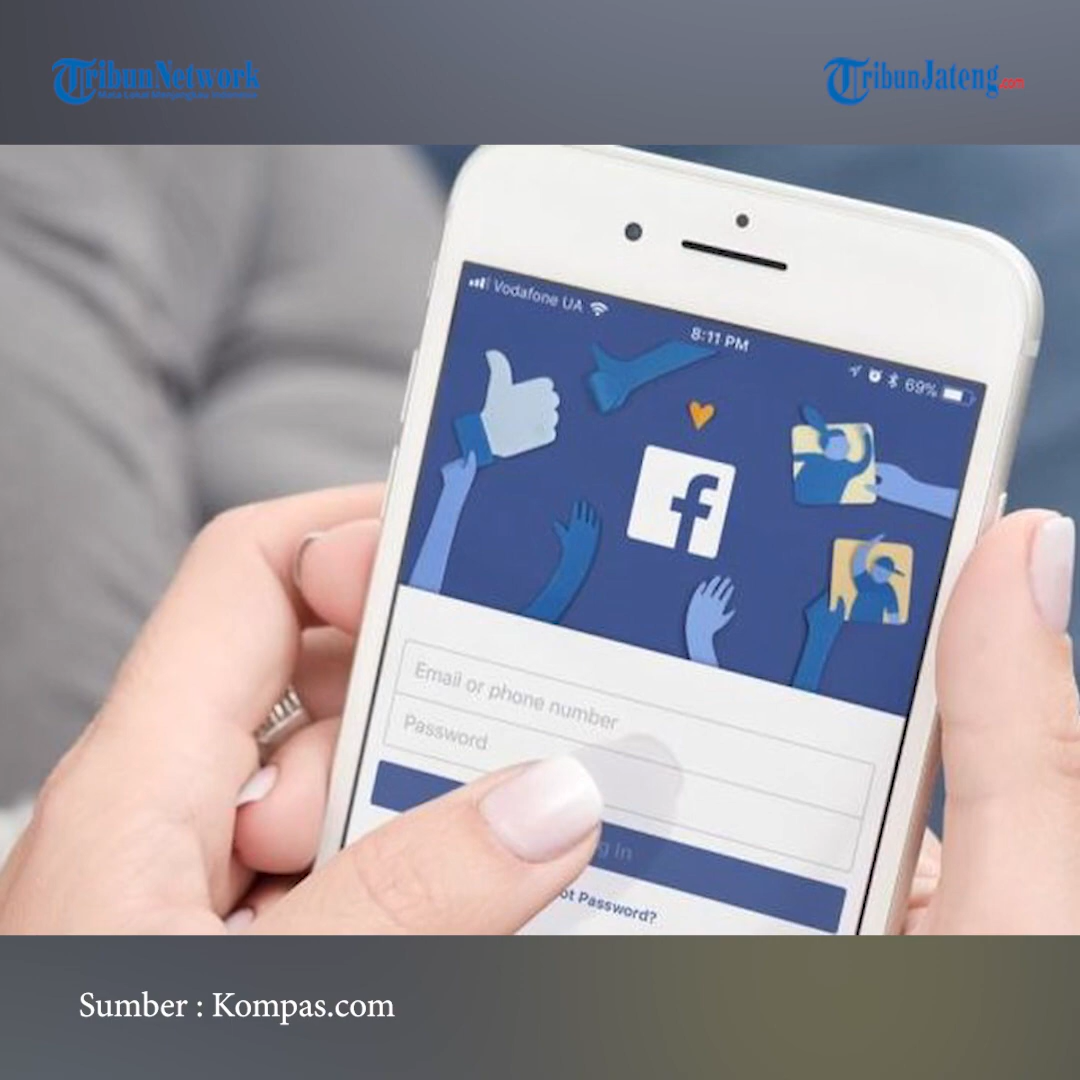 TribunNetwork
TribunJateng.com
Vodafone UA
8:11 PM
69%
f
Email or phone number
Password
g In
ot Password?
Sumber : Kompas.com